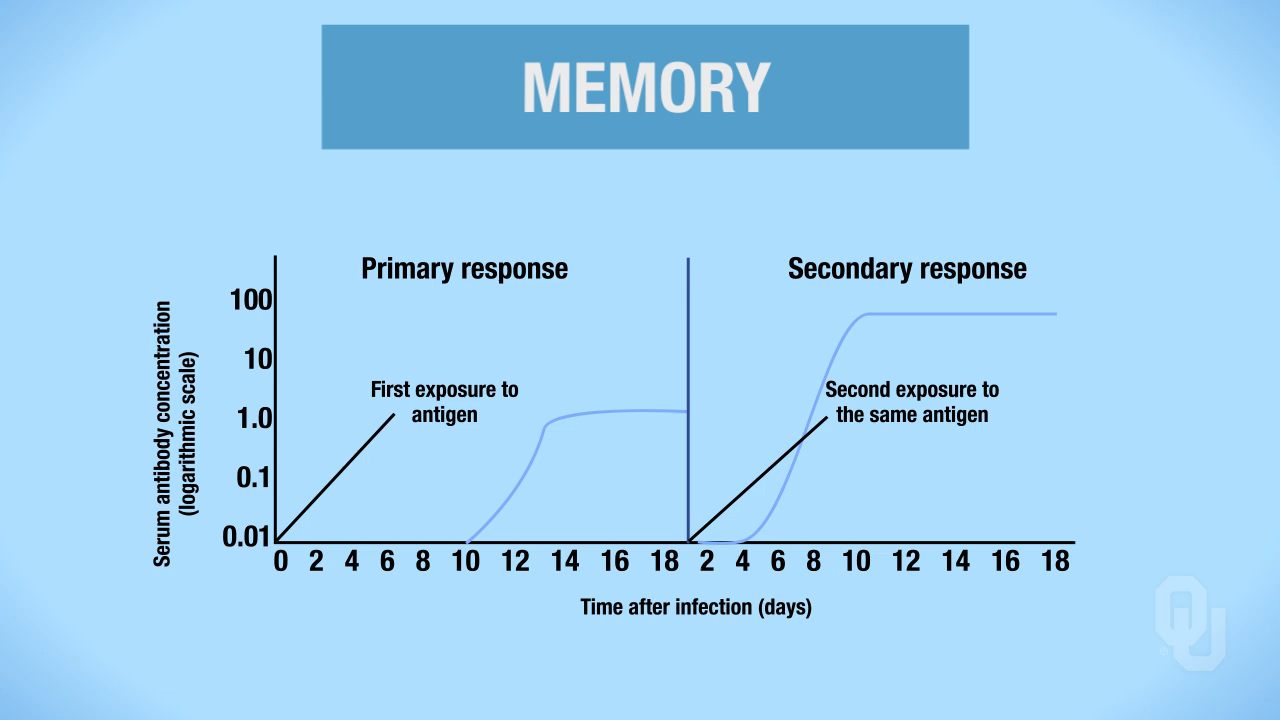 MEMORY
Primary response
Secondary response
Serum antibody concentration
(logarithmic scale)
100
10
1.0
0.1
0.01
First exposure to
antigen
Second exposure to
the same antigen
0 2 4 6 8 10 12 14 16 18 2 4 6 8 10 12 14 16 18
Time after infection (days)
OU